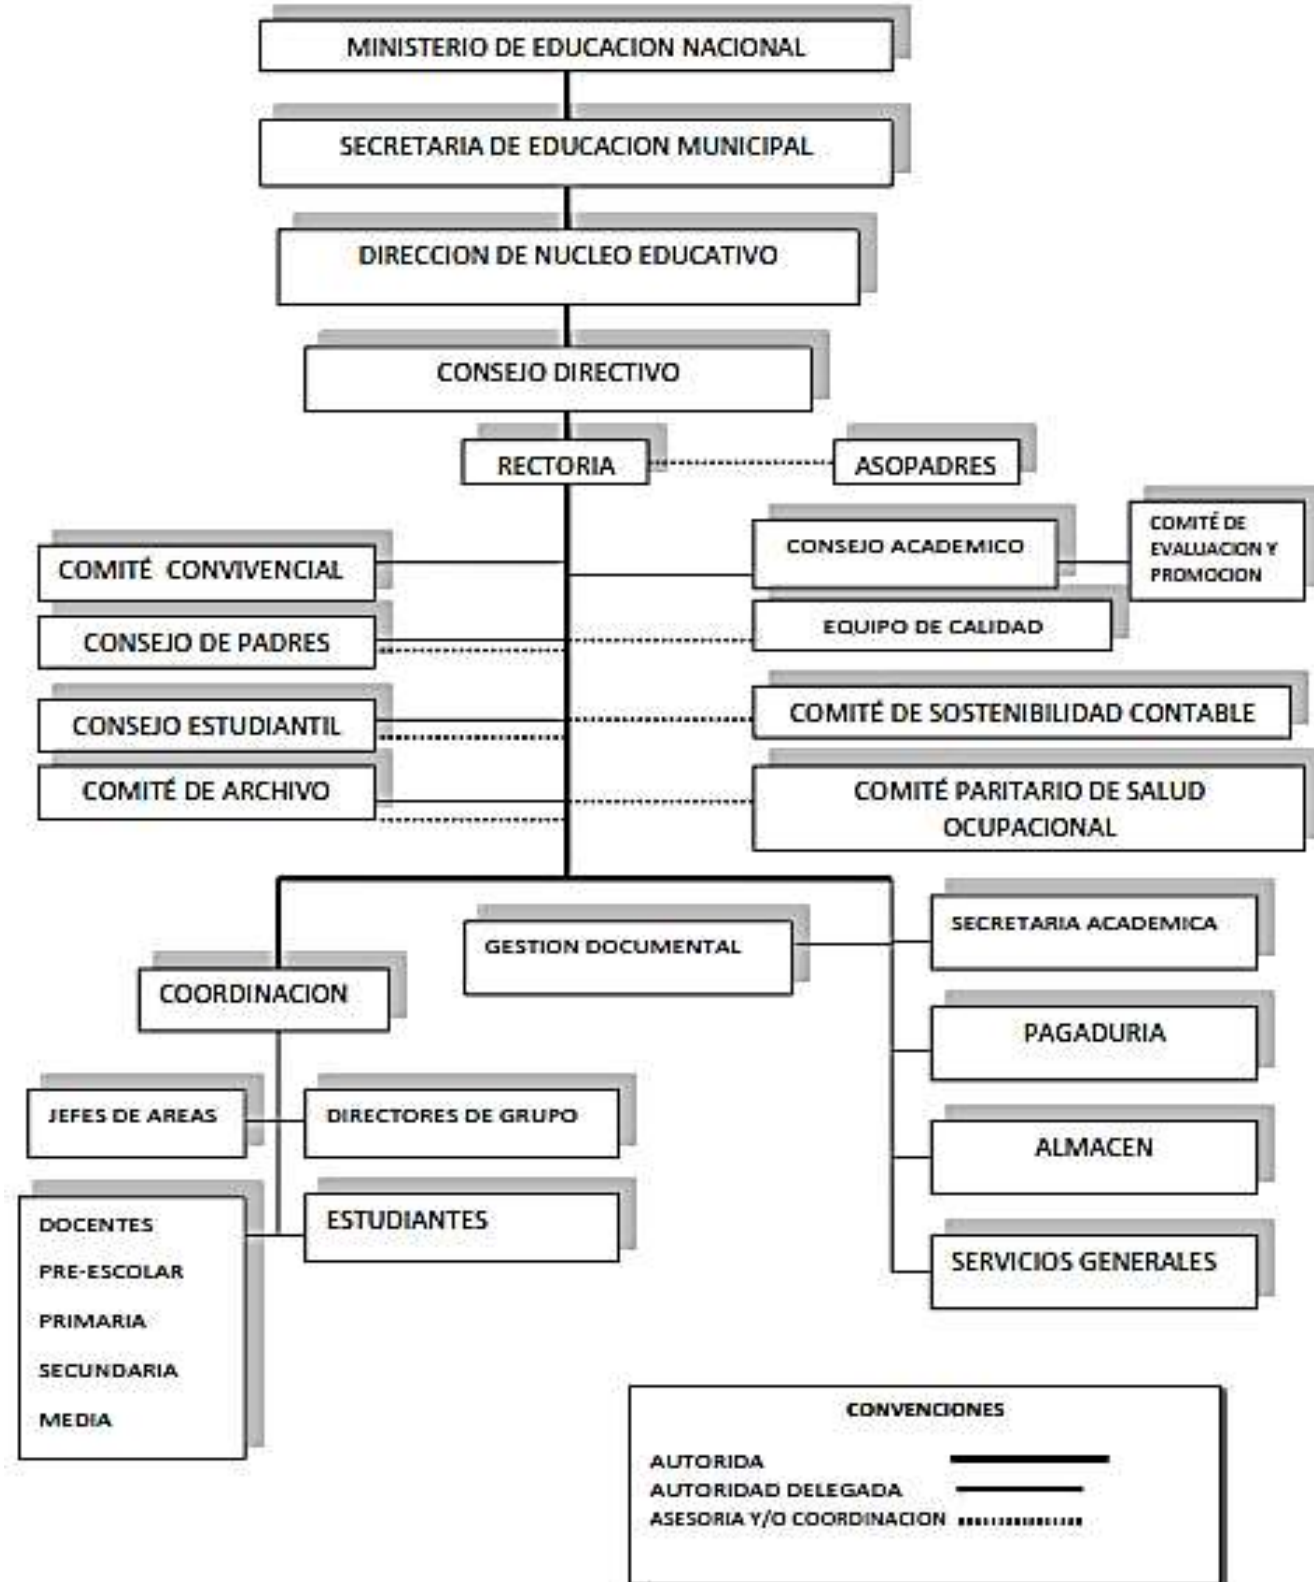 MINISTERIO DE EDUCACION NACIONAL
SECRETARIA DE EDUCACION MUNICIPAL
DIRECCION DE NUCLEO EDUCATIVO
CONSEJO DIRECTIVO
RECTORIA
ASOPADRES
COMITÉ CONVIVENCIAL
CONSEJO DE PADRES
CONSEJO ESTUDIANTIL
COMITÉ DE ARCHIVO
CONSEJO ACADEMICO
COMITÉ DE
EVALUACION Y
PROMOCION
EQUIPO DE CALIDAD
COMITÉ DE SOSTENIBILIDAD CONTABLE
COMITÉ PARITARIO DE SALUD
OCUPACIONAL
COORDINACION
GESTION DOCUMENTAL
SECRETARIA ACADEMICA
PAGADURIA
ALMACEN
SERVICIOS GENERALES
JEFES DE AREAS
DIRECTORES DE GRUPO
DOCENTES
PRE-ESCOLAR
PRIMARIA
SECUNDARIA
MEDIA
ESTUDIANTES
CONVENCIONES
AUTORIDA
AUTORIDAD DELEGADA
ASESORIA Y/O COORDINACION